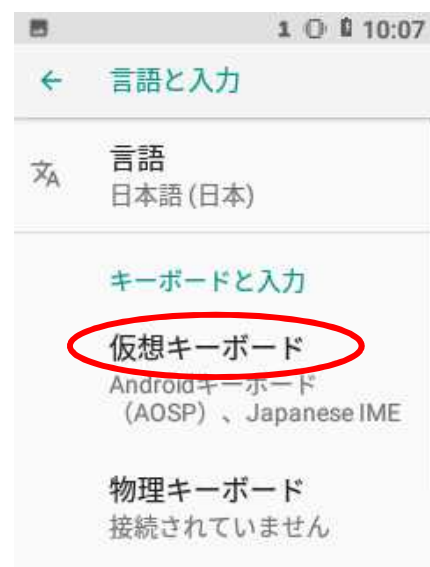 1 10:07
言語と入力
言語
日本語 (日本)
キーボードと入力
仮想キーボード
Androidキーボード
(AOSP) 、Japanese IME
物理キーボード
接続されていません